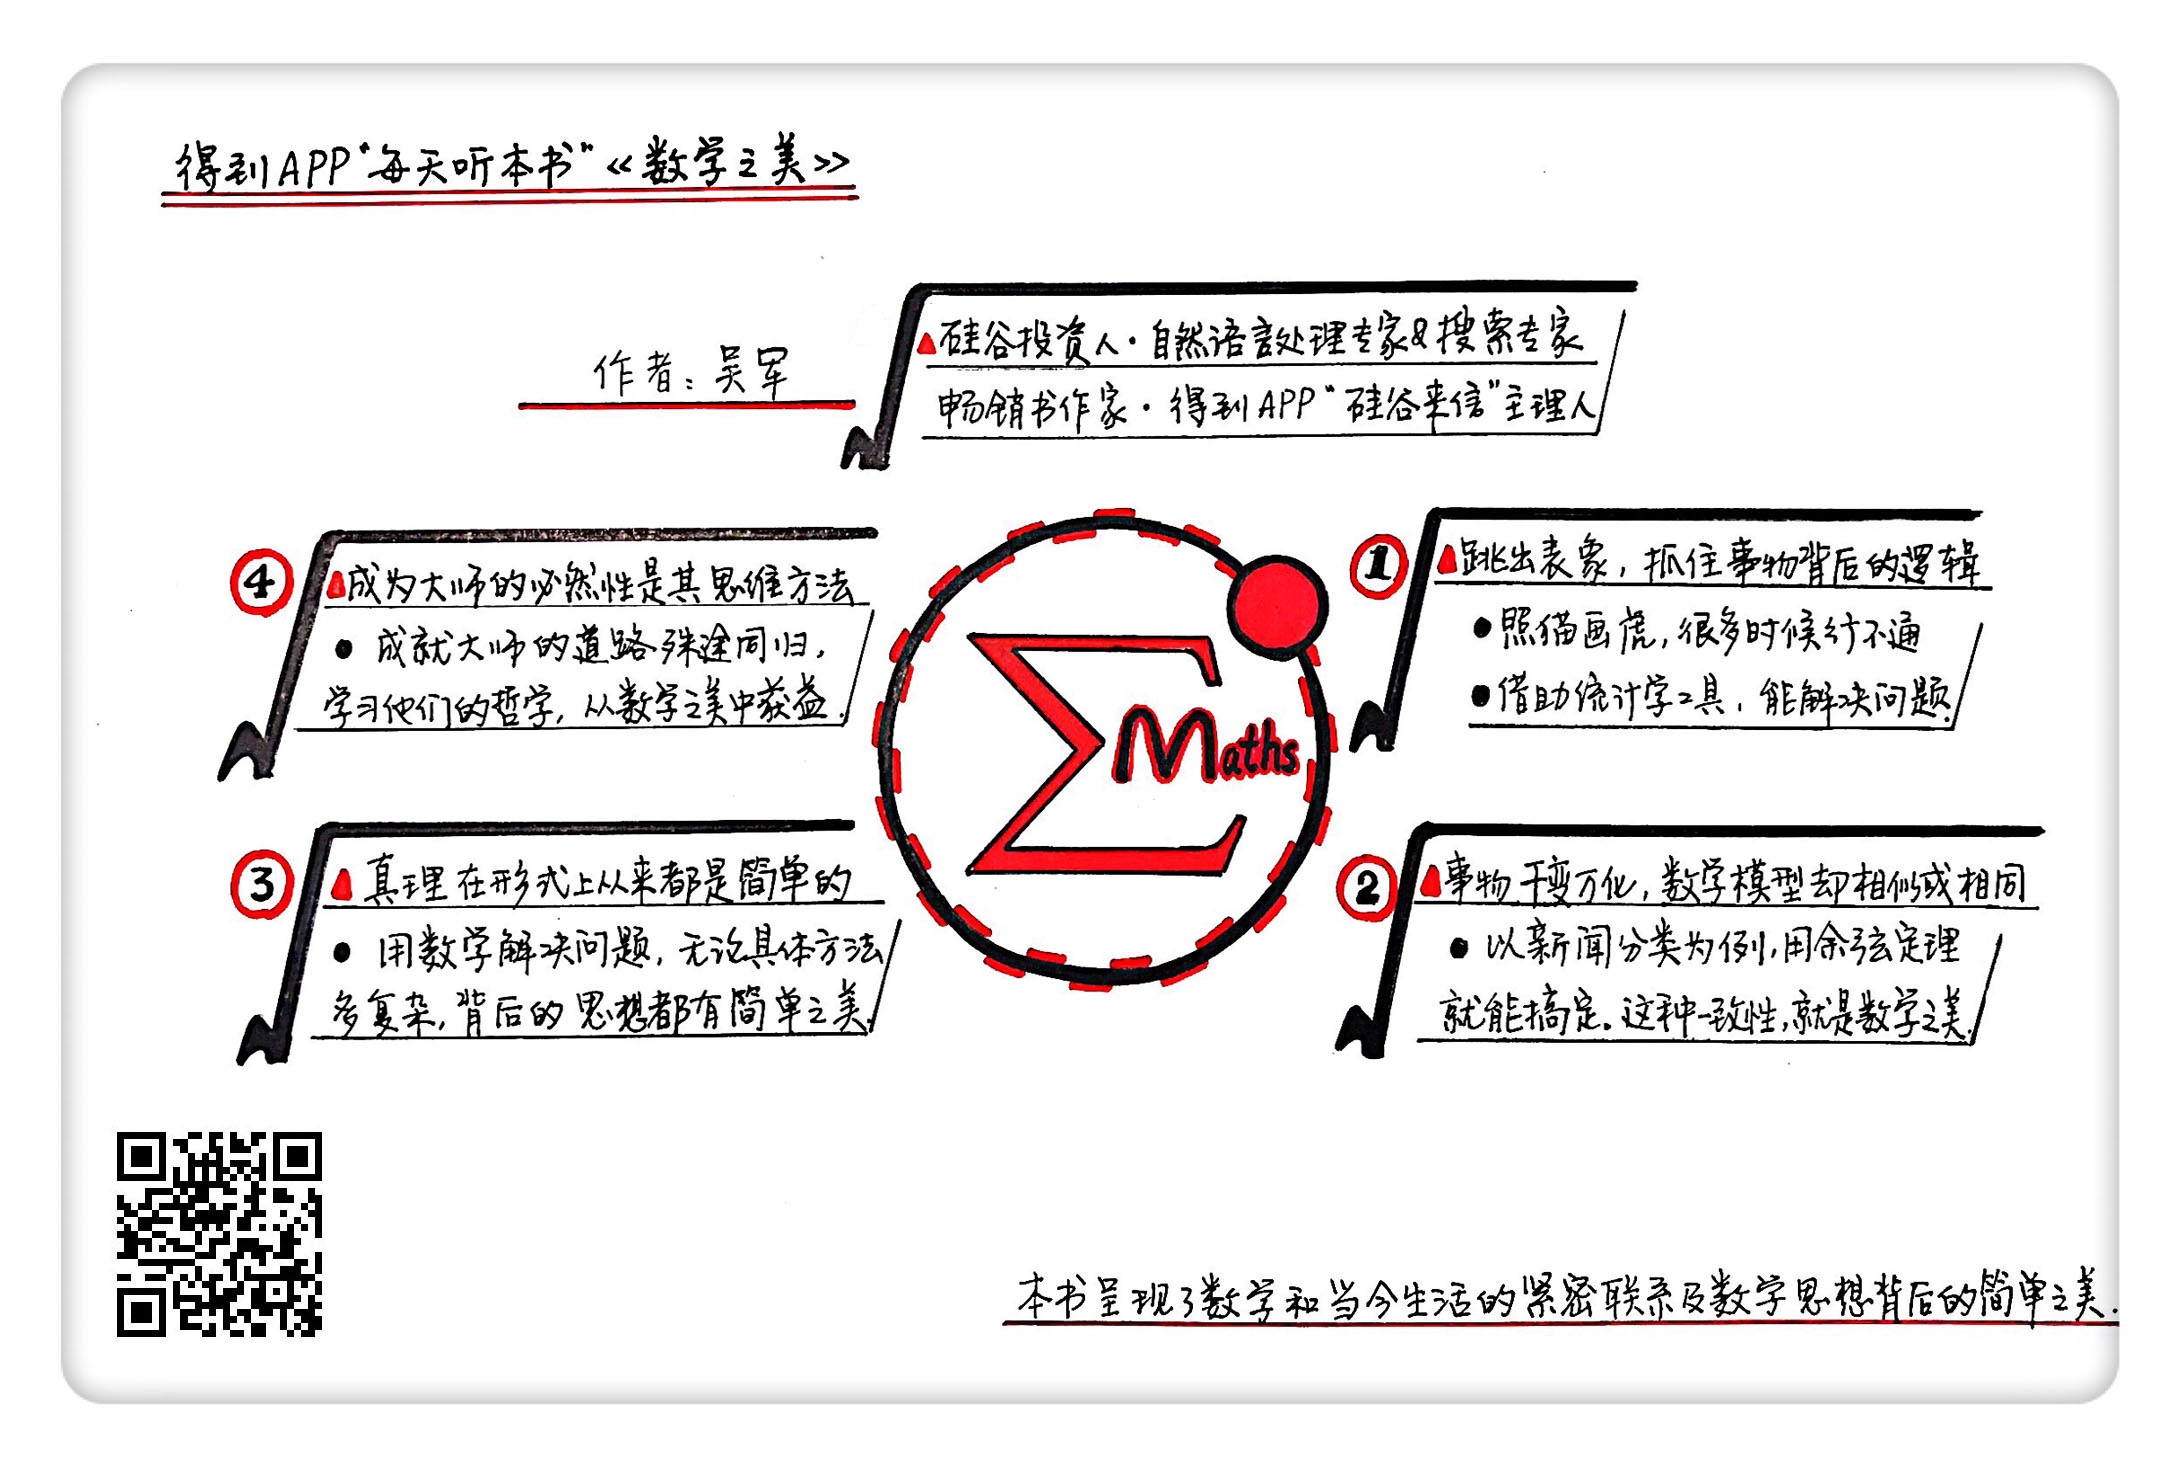 得到APP“每天听本书”《数学之美》
作者：吴军
硅谷投资人·自然语言处理专家&搜索专家
畅销书作家·得到APP“硅谷来信”主理人
①
跳出表象，抓住事物背后的逻辑
照猫画虎，很多时候行不通
借助统计学工具，能解决问题.
②
事物千变万化，数学模型却相似或相同
以新闻分类为例，用余弦定理
就能搞定。这种一致性，就是数学之美.
③
真理在形式上从来都是简单的
用数学解决问题，无论具体方法
多复杂，背后的思想都有简单之美.
④
成为大师的必然性是其思维方法
成就大师的道路殊途同归，
学习他们的哲学，从数学之美中获益.
Σ Maths
本书呈现了数学和当今生活的紧密联系及数学思想背后的简单之美.